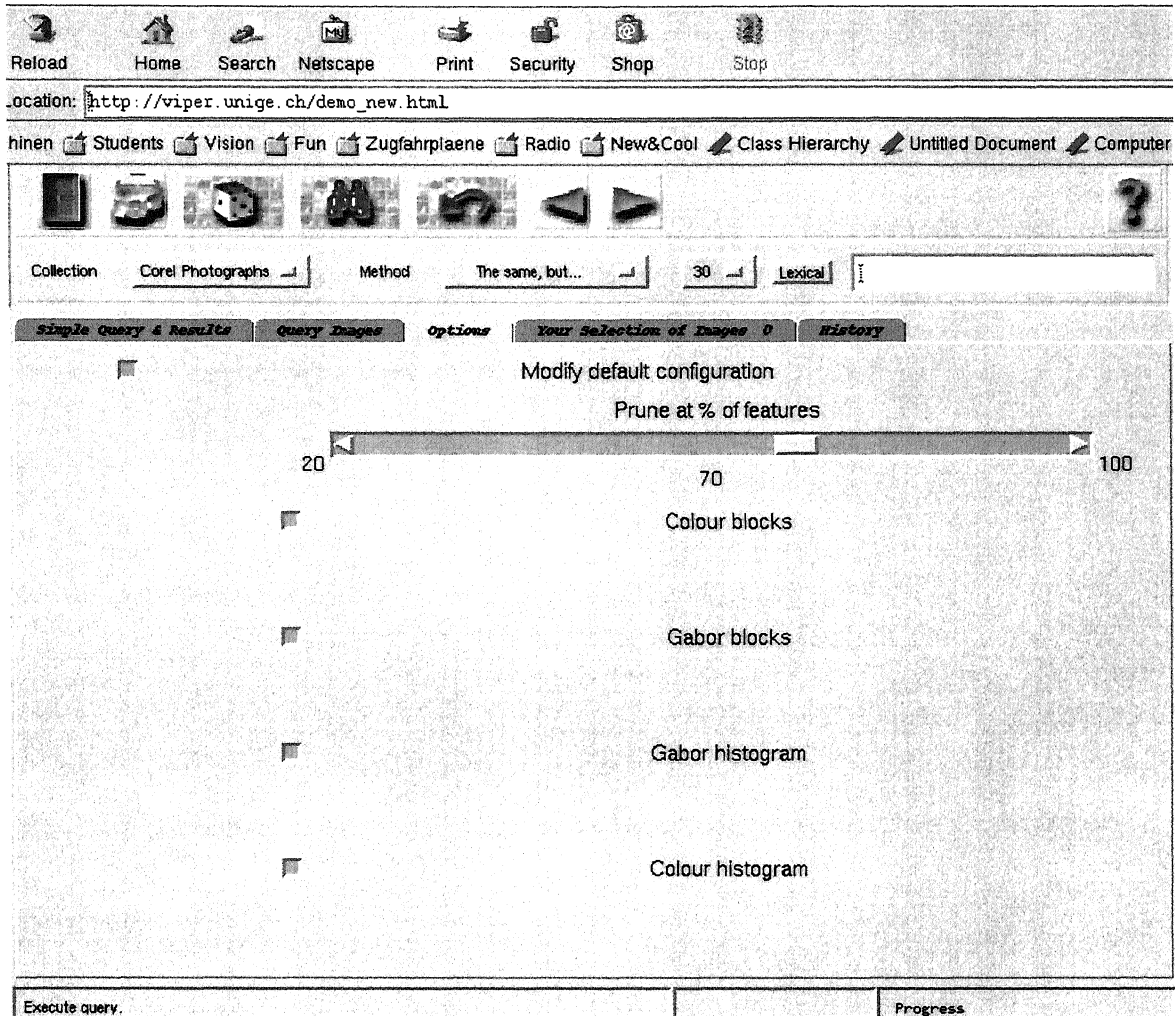 Reload Home Search Netscape Print Security Shop Stop
Location: http://viper.unige.ch/demo_new.html
hinen Students Vision Fun Zugfahrplaene Radio New&Cool Class Hierarchy Untitled Document Computer
Collection Corel Photographs Method The same, but... 30 Lexical
Simple Query & Results Query Images Options Your Selection of Images 0 History
Modify default configuration
Prune at % of features
20 70 100
Colour blocks
Gabor blocks
Gabor histogram
Colour histogram
Execute query. Progress